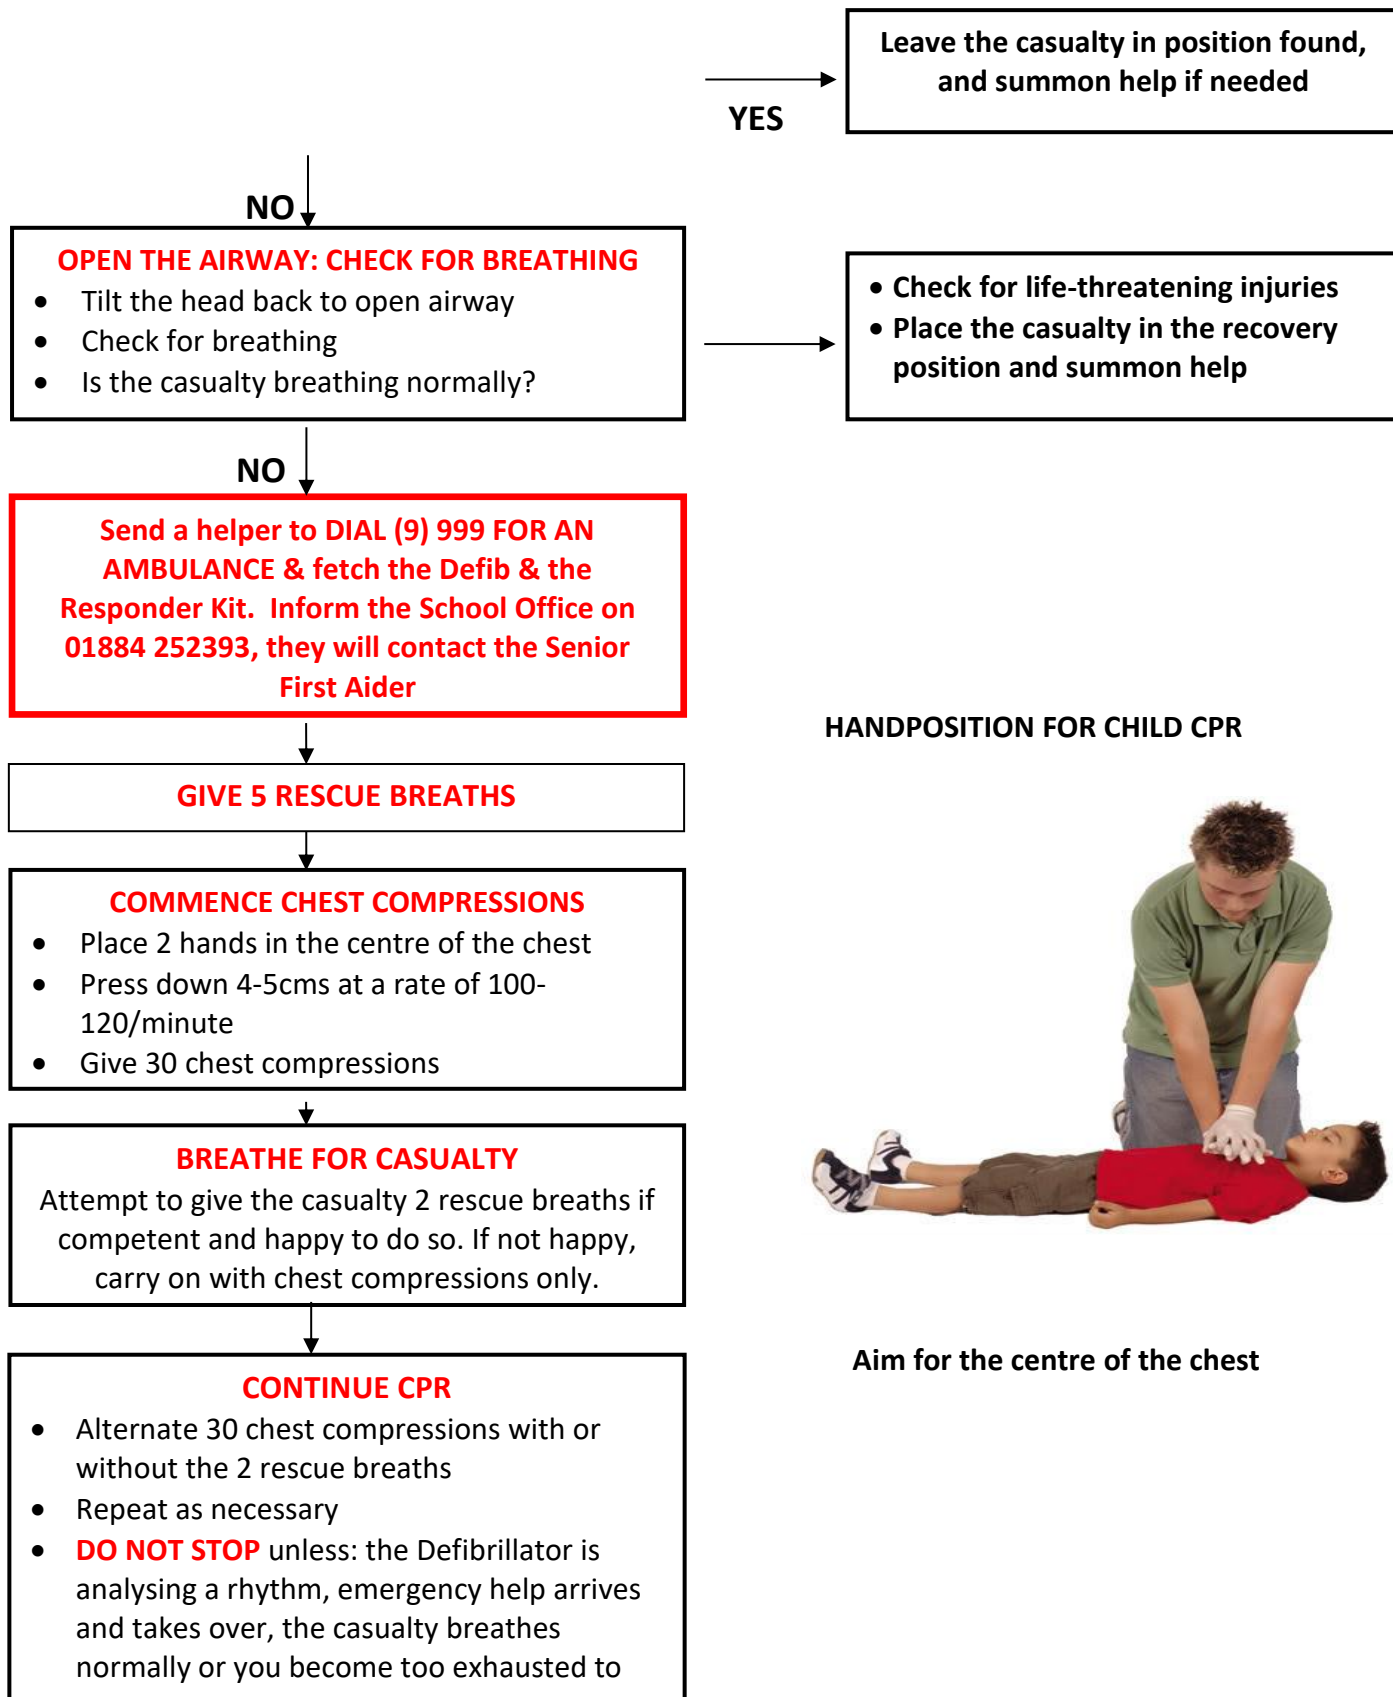 Leave the casualty in position found,
and summon help if needed
YES
NO
OPEN THE AIRWAY: CHECK FOR BREATHING
• Tilt the head back to open airway
• Check for breathing
• Is the casualty breathing normally?
• Check for life-threatening injuries
• Place the casualty in the recovery
position and summon help
NO
Send a helper to DIAL (9) 999 FOR AN
AMBULANCE & fetch the Defib & the
Responder Kit. Inform the School Office on
01884 252393, they will contact the Senior
First Aider
HANDPOSITION FOR CHILD CPR
GIVE 5 RESCUE BREATHS
COMMENCE CHEST COMPRESSIONS
• Place 2 hands in the centre of the chest
• Press down 4-5cms at a rate of 100-
120/minute
• Give 30 chest compressions
BREATHE FOR CASUALTY
Attempt to give the casualty 2 rescue breaths if
competent and happy to do so. If not happy,
carry on with chest compressions only.
Aim for the centre of the chest
CONTINUE CPR
• Alternate 30 chest compressions with or
without the 2 rescue breaths
• Repeat as necessary
• DO NOT STOP unless: the Defibrillator is
analysing a rhythm, emergency help arrives
and takes over, the casualty breathes
normally or you become too exhausted to